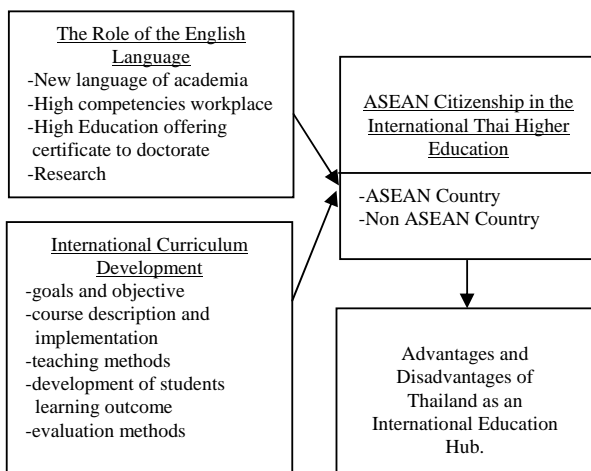 The Role of the English
Language
-New language of academia
-High competencies workplace
-High Education offering
certificate to doctorate
-Research
International Curriculum
Development
-goals and objective
-course description and
implementation
-teaching methods
-development of students
learning outcome
-evaluation methods
ASEAN Citizenship in the
International Thai Higher
Education
-ASEAN Country
-Non ASEAN Country
Advantages and
Disadvantages of
Thailand as an
International Education
Hub.